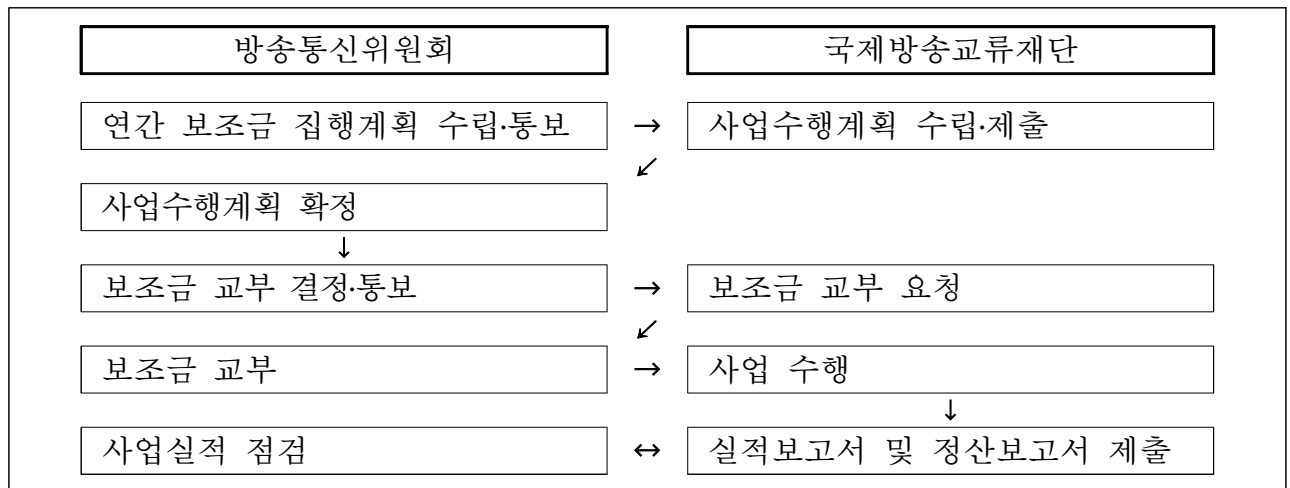 방송통신위원회 국제방송교류재단
연간 보조금 집행계획 수립·통보 → 사업수행계획 수립·제출
↙
사업수행계획 확정
↓
보조금 교부 결정·통보 → 보조금 교부 요청
↙
보조금 교부 → 사업 수행
↓
사업실적 점검 ↔ 실적보고서 및 정산보고서 제출